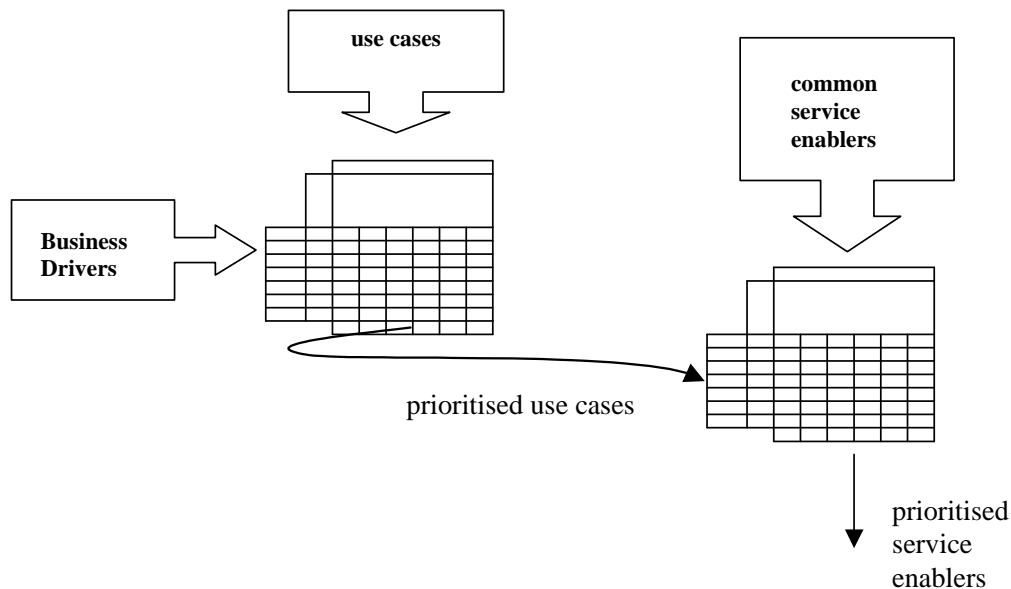 use cases
common
service
enablers
Business
Drivers
prioritised use cases
prioritised
service
enablers